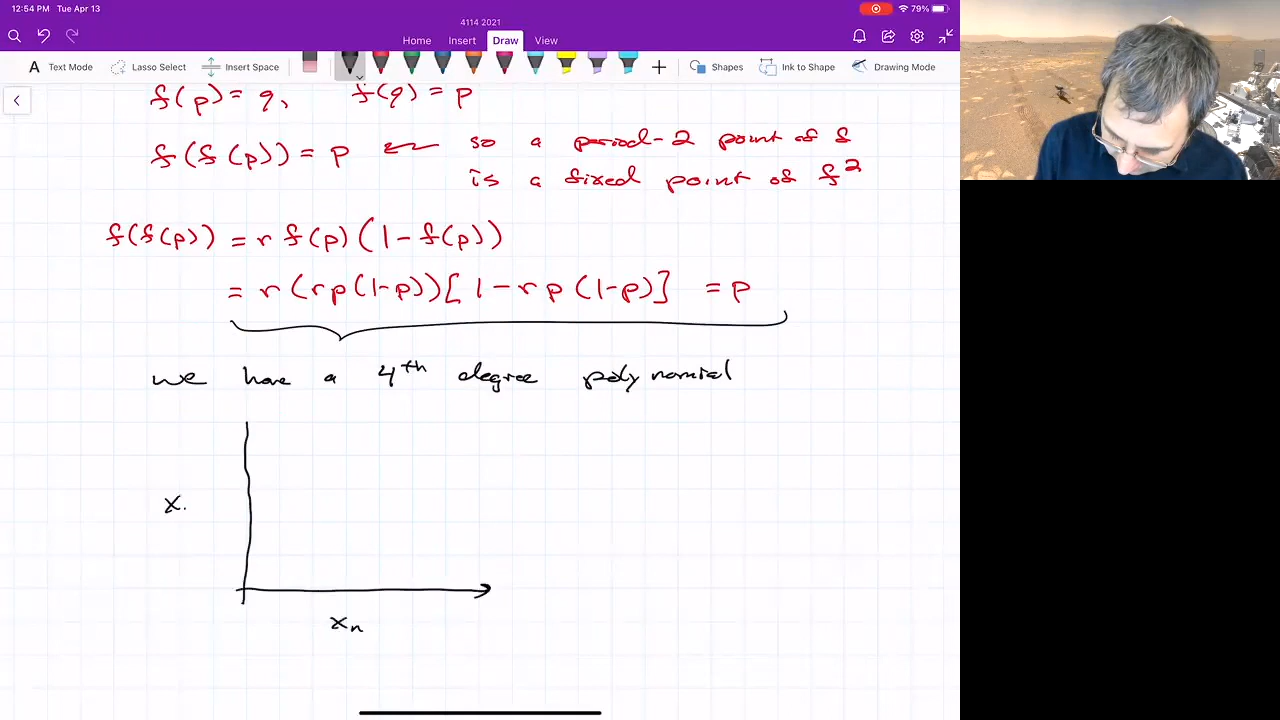 12:54 PM Tue Apr 13
79%
4114 2021
Home Insert Draw View
Text Mode Lasso Select Insert Space Shapes Ink to Shape Drawing Mode
f(p) = q, f(q) = p
f(f(p)) = p ⟸ so a period-2 point of f
is a fixed point of f²
f(f(p)) = r f(p)(1-f(p))
= r(rp(1-p))[1-rp(1-p)] = p
we have a 4th degree polynomial
x
xn